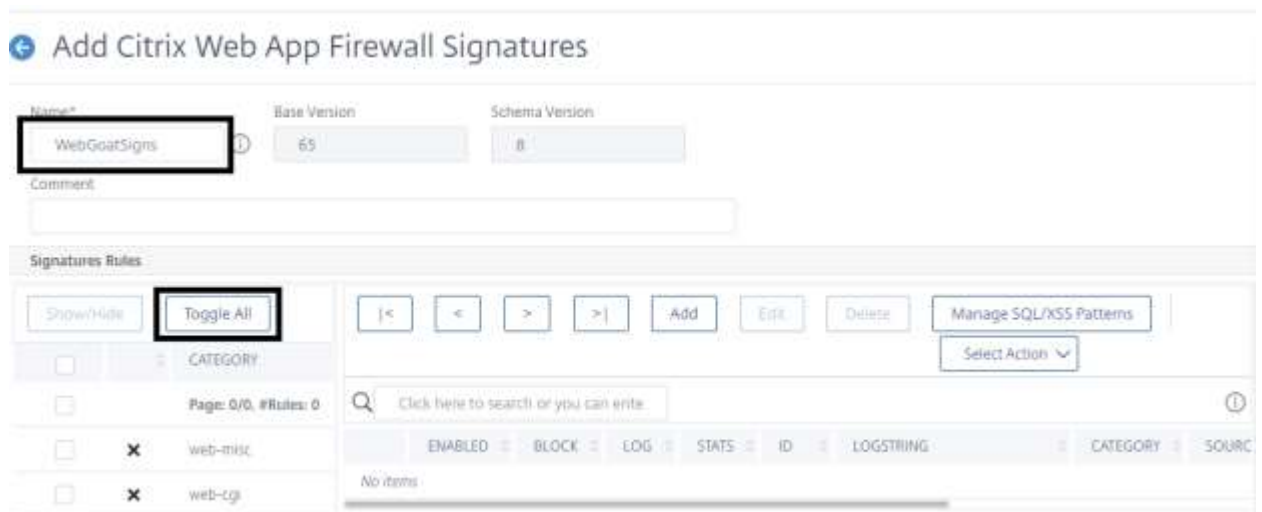 Add Citrix Web App Firewall Signatures
Name* Base Version Schema Version
WebGoatSigns 65 8
Comment
Signatures Rules
Show/Hide Toggle All |< < > >| Add Edit Delete Manage SQL/XSS Patterns
Select Action
CATEGORY
Page: 0/0, #Rules: 0 Click here to search or you can ente
ENABLED BLOCK LOG STATS ID LOGSTRING CATEGORY SOURC
web-misc
No items
web-cgi